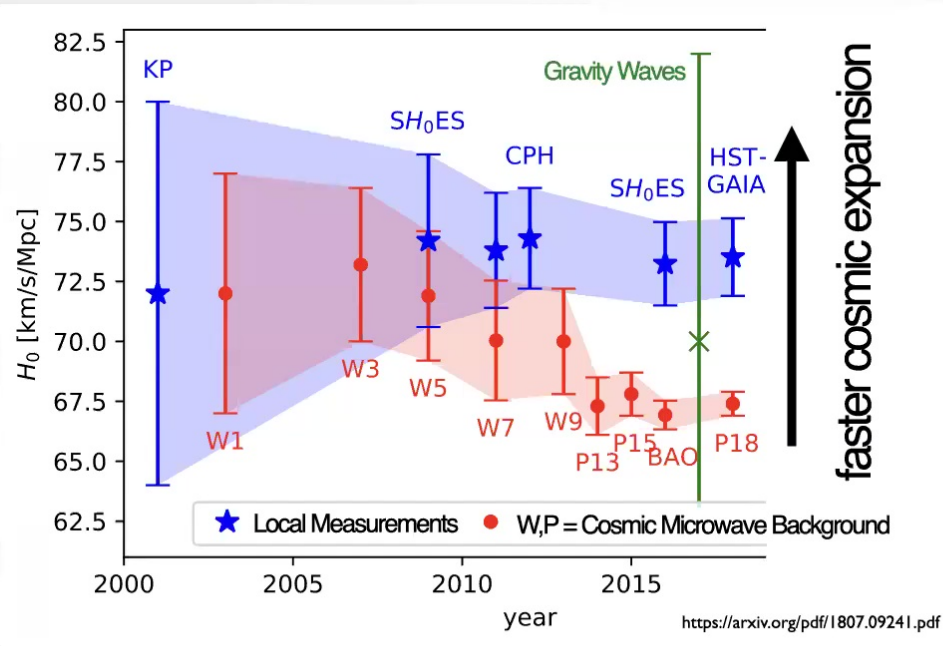 82.5
80.0
77.5
75.0
72.5
70.0
67.5
65.0
62.5
H₀ [km/s/Mpc]
KP
SH₀ES
CPH
Gravity Waves
SH₀ES
HST-
GAIA
W1
W3
W5
W7
W9
P13
P15
BAO
P18
Local Measurements
W,P = Cosmic Microwave Background
2000
2005
2010
2015
year
faster cosmic expansion
https://arxiv.org/pdf/1807.09241.pdf